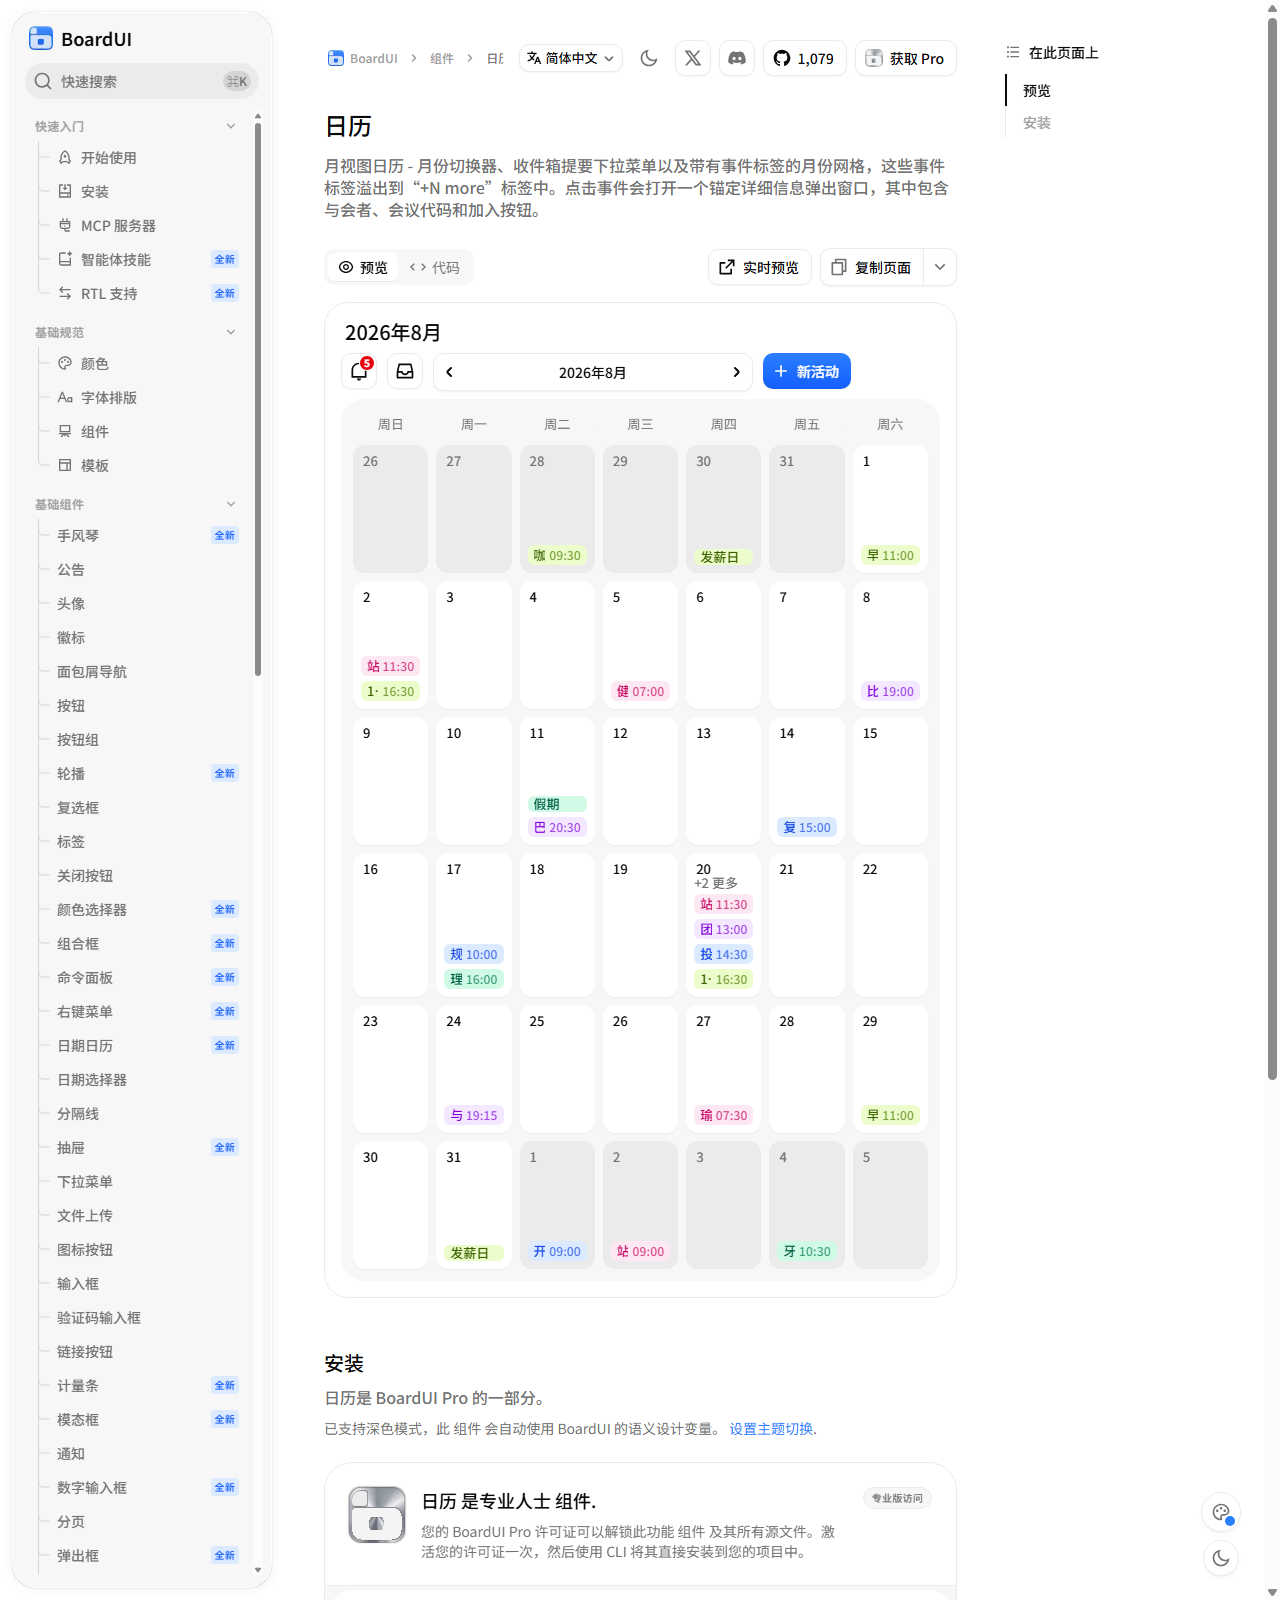 BoardUI
快速搜索
⌘K
快速入门
开始使用
安装
MCP 服务器
智能体技能
全新
RTL 支持
全新
基础规范
颜色
Aa 字体排版
组件
模板
基础组件
手风琴
全新
公告
头像
徽标
面包屑导航
按钮
按钮组
轮播
全新
复选框
标签
关闭按钮
颜色选择器
全新
组合框
全新
命令面板
全新
右键菜单
全新
日期日历
全新
日期选择器
分隔线
抽屉
全新
下拉菜单
文件上传
图标按钮
输入框
验证码输入框
链接按钮
计量条
全新
模态框
全新
通知
数字输入框
全新
分页
弹出框
全新
BoardUI
组件
简体中文
1,079
获取 Pro
日历
月视图日历 - 月份切换器、收件箱提要下拉菜单以及带有事件标签的月份网格，这些事件
标签溢出到“+N more”标签中。点击事件会打开一个锚定详细信息弹出窗口，其中包含
与会者、会议代码和加入按钮。
预览
代码
实时预览
复制页面
2026年8月
5
2026年8月
新活动
周日 周一 周二 周三 周四 周五 周六
26 27 28 29 30 31 1
咖 09:30
发薪日
早 11:00
2 3 4 5 6 7 8
站 11:30
1· 16:30
健 07:00
比 19:00
9 10 11 12 13 14 15
假期
巴 20:30
复 15:00
16 17 18 19 20 21 22
+2 更多
站 11:30
团 13:00
规 10:00
投 14:30
理 16:00
1· 16:30
23 24 25 26 27 28 29
与 19:15
瑜 07:30
早 11:00
30 31 1 2 3 4 5
发薪日
开 09:00
站 09:00
牙 10:30
安装
日历是 BoardUI Pro 的一部分。
已支持深色模式，此 组件 会自动使用 BoardUI 的语义设计变量。 设置主题切换.
日历 是专业人士 组件.
专业版访问
您的 BoardUI Pro 许可证可以解锁此功能 组件 及其所有源文件。激
活您的许可证一次，然后使用 CLI 将其直接安装到您的项目中。
在此页面上
预览
安装